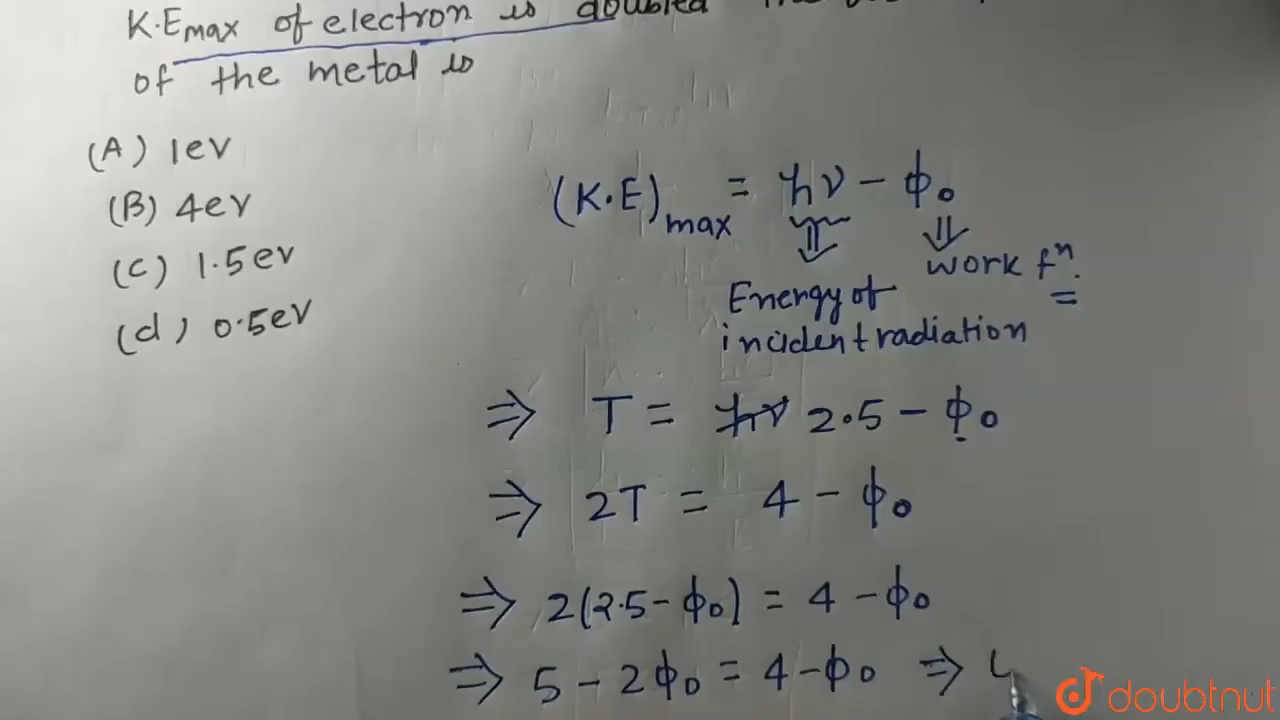 K.Emax of electron is doubled
of the metal is
(A) 1ev
(B) 4ev
(C) 1.5ev
(d) 0.5ev
(K.E)max = hν - ϕ0
⇓ ⇓
Energy of work fⁿ.
incident radiation
⇒ T = hν 2.5 - ϕ0
⇒ 2T = 4 - ϕ0
⇒ 2(2.5 - ϕ0) = 4 - ϕ0
⇒ 5 - 2ϕ0 = 4 - ϕ0 ⇒
doubtnut